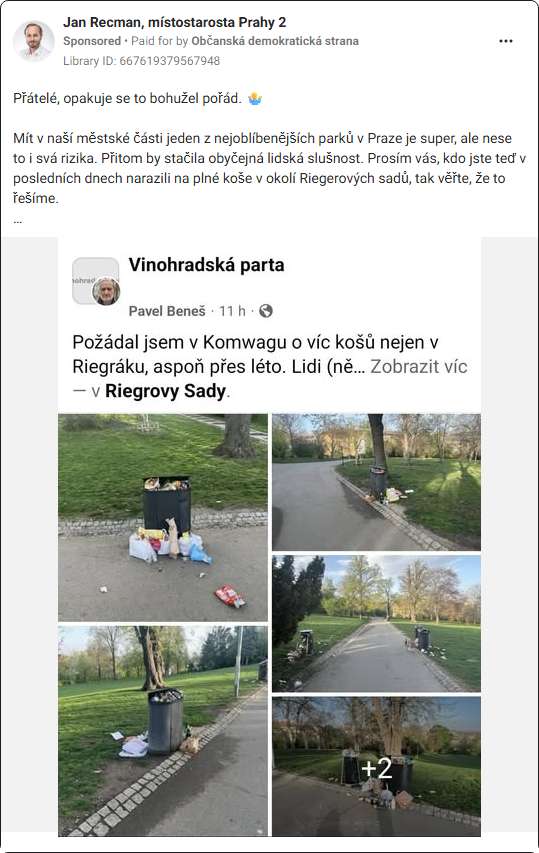 Jan Recman, místostarosta Prahy 2
Sponsored • Paid for by Občanská demokratická strana
Library ID: 667619379567948
Přátelé, opakuje se to bohužel pořád. 🤷
Mít v naší městské části jeden z nejoblíbenějších parků v Praze je super, ale nese
to i svá rizika. Přitom by stačila obyčejná lidská slušnost. Prosím vás, kdo jste teď v
posledních dnech narazili na plné koše v okolí Riegerových sadů, tak věřte, že to
řešíme.
...
Vinohradská parta
Pavel Beneš · 11 h ·
Požádal jsem v Komwagu o víc košů nejen v
Riegráku, aspoň přes léto. Lidi (ně... Zobrazit víc
— v Riegrovy Sady.
+2